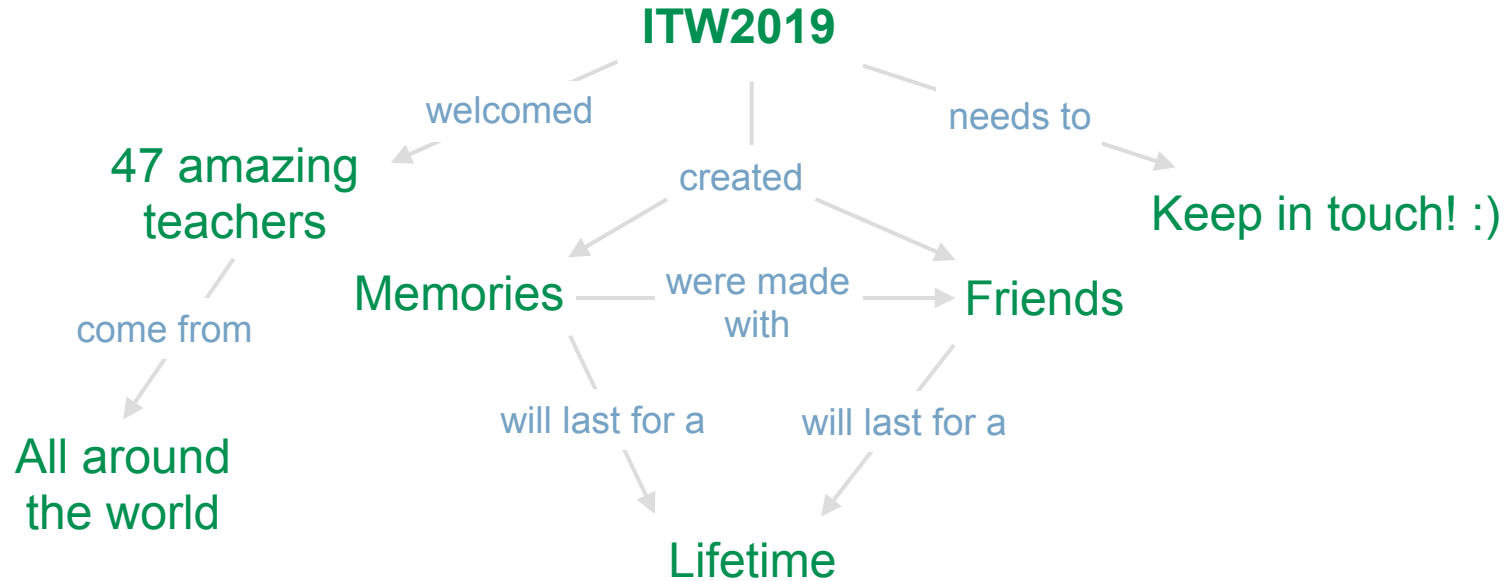 ITW2019
welcomed
needs to
47 amazing
teachers
created
Keep in touch! :)
Memories
were made
with
Friends
come from
will last for a
will last for a
All around
the world
Lifetime